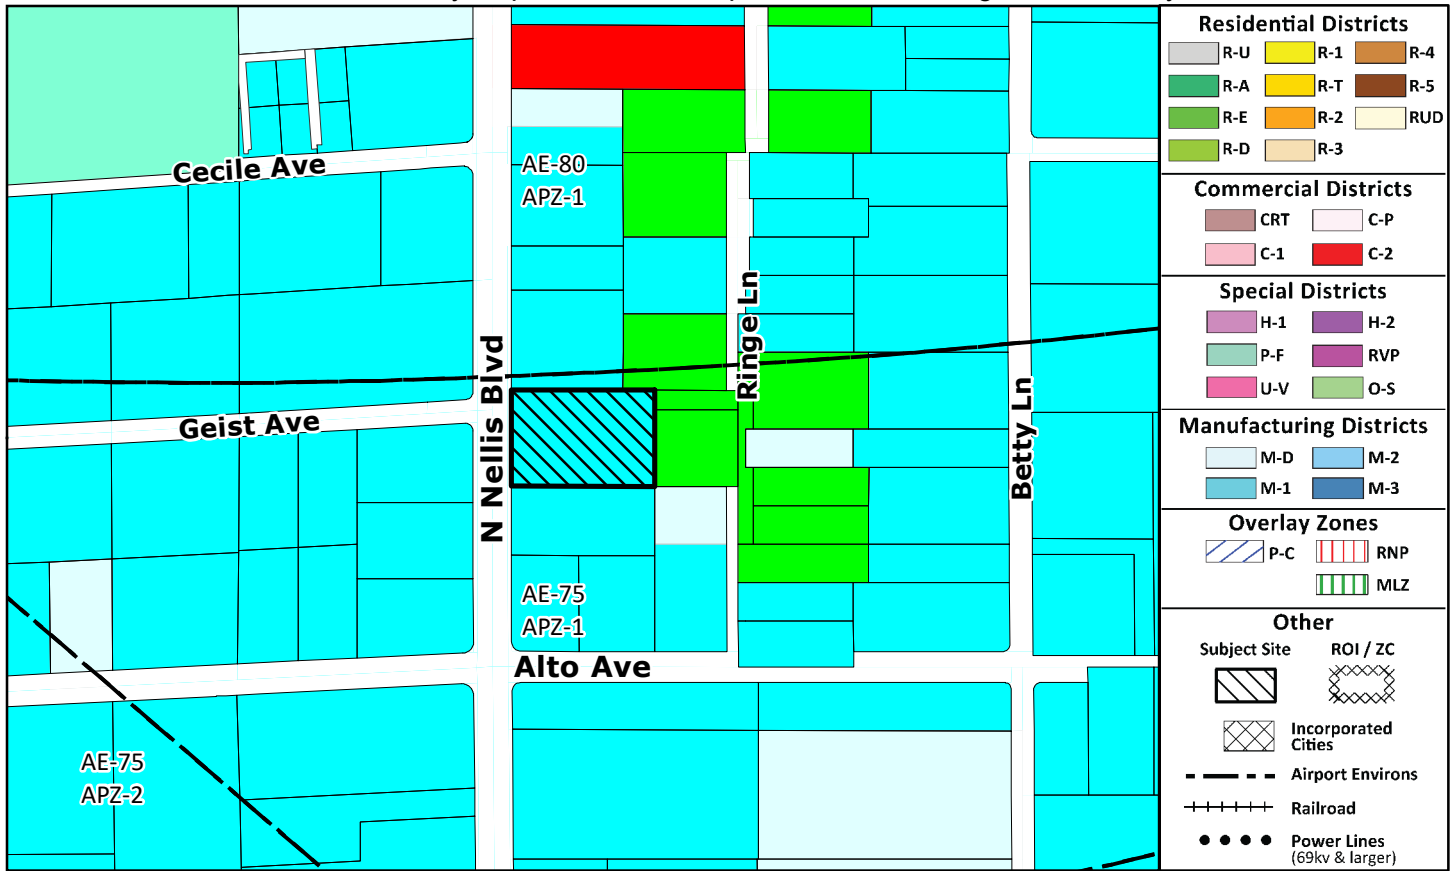 Cecile Ave
AE-80
APZ-1
Ringe Ln
N Nellis Blvd
Geist Ave
Betty Ln
AE-75
APZ-1
Alto Ave
AE-75
APZ-2
Residential Districts
R-U R-1 R-4
R-A R-T R-5
R-E R-2 RUD
R-D R-3
Commercial Districts
CRT C-P
C-1 C-2
Special Districts
H-1 H-2
P-F RVP
U-V O-S
Manufacturing Districts
M-D M-2
M-1 M-3
Overlay Zones
P-C RNP
MLZ
Other
Subject Site ROI / ZC
Incorporated
Cities
Airport Environs
Railroad
Power Lines
(69kv & larger)